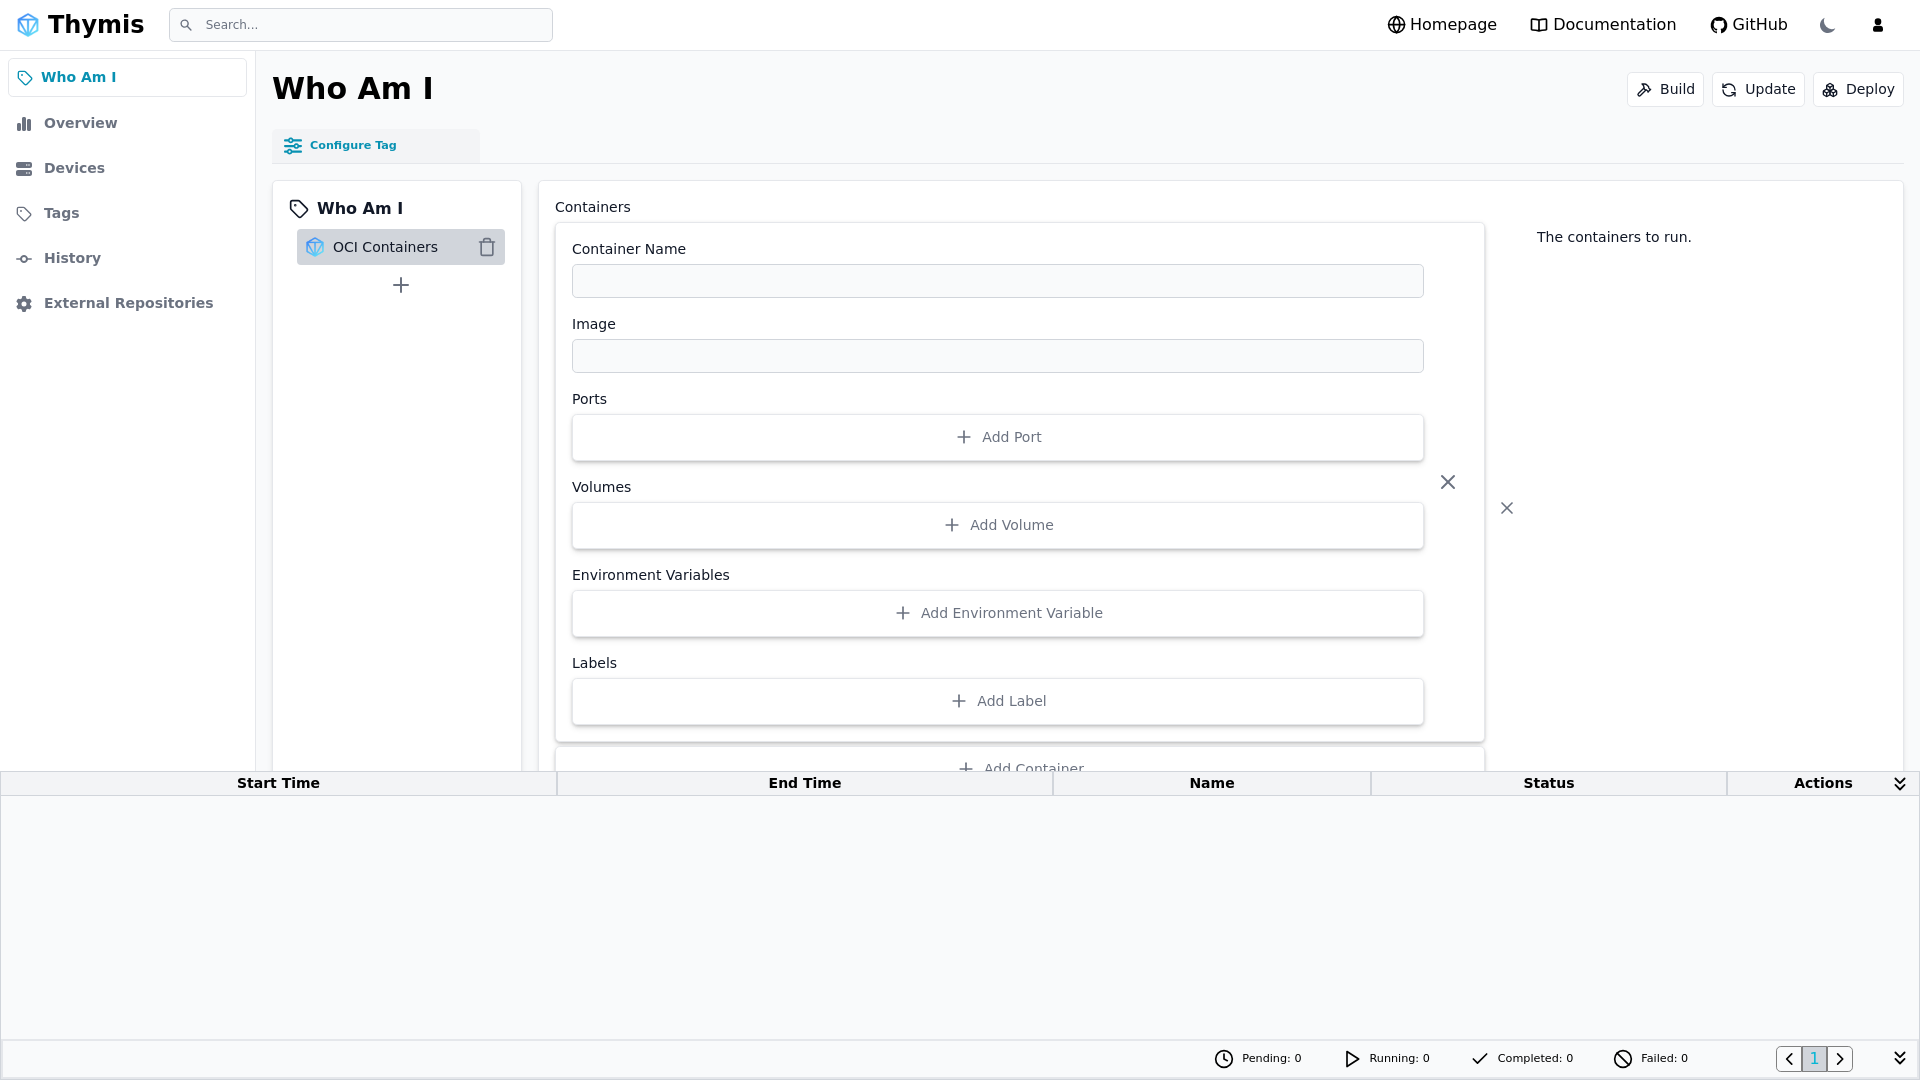 Thymis
Search...
Homepage
Documentation
GitHub
Who Am I
Overview
Devices
Tags
History
External Repositories
Who Am I
Build
Update
Deploy
Configure Tag
Who Am I
OCI Containers
Containers
Container Name
Image
Ports
Add Port
Volumes
Add Volume
Environment Variables
Add Environment Variable
Labels
Add Label
Add Container
The containers to run.
Start Time
End Time
Name
Status
Actions
Pending: 0
Running: 0
Completed: 0
Failed: 0
1